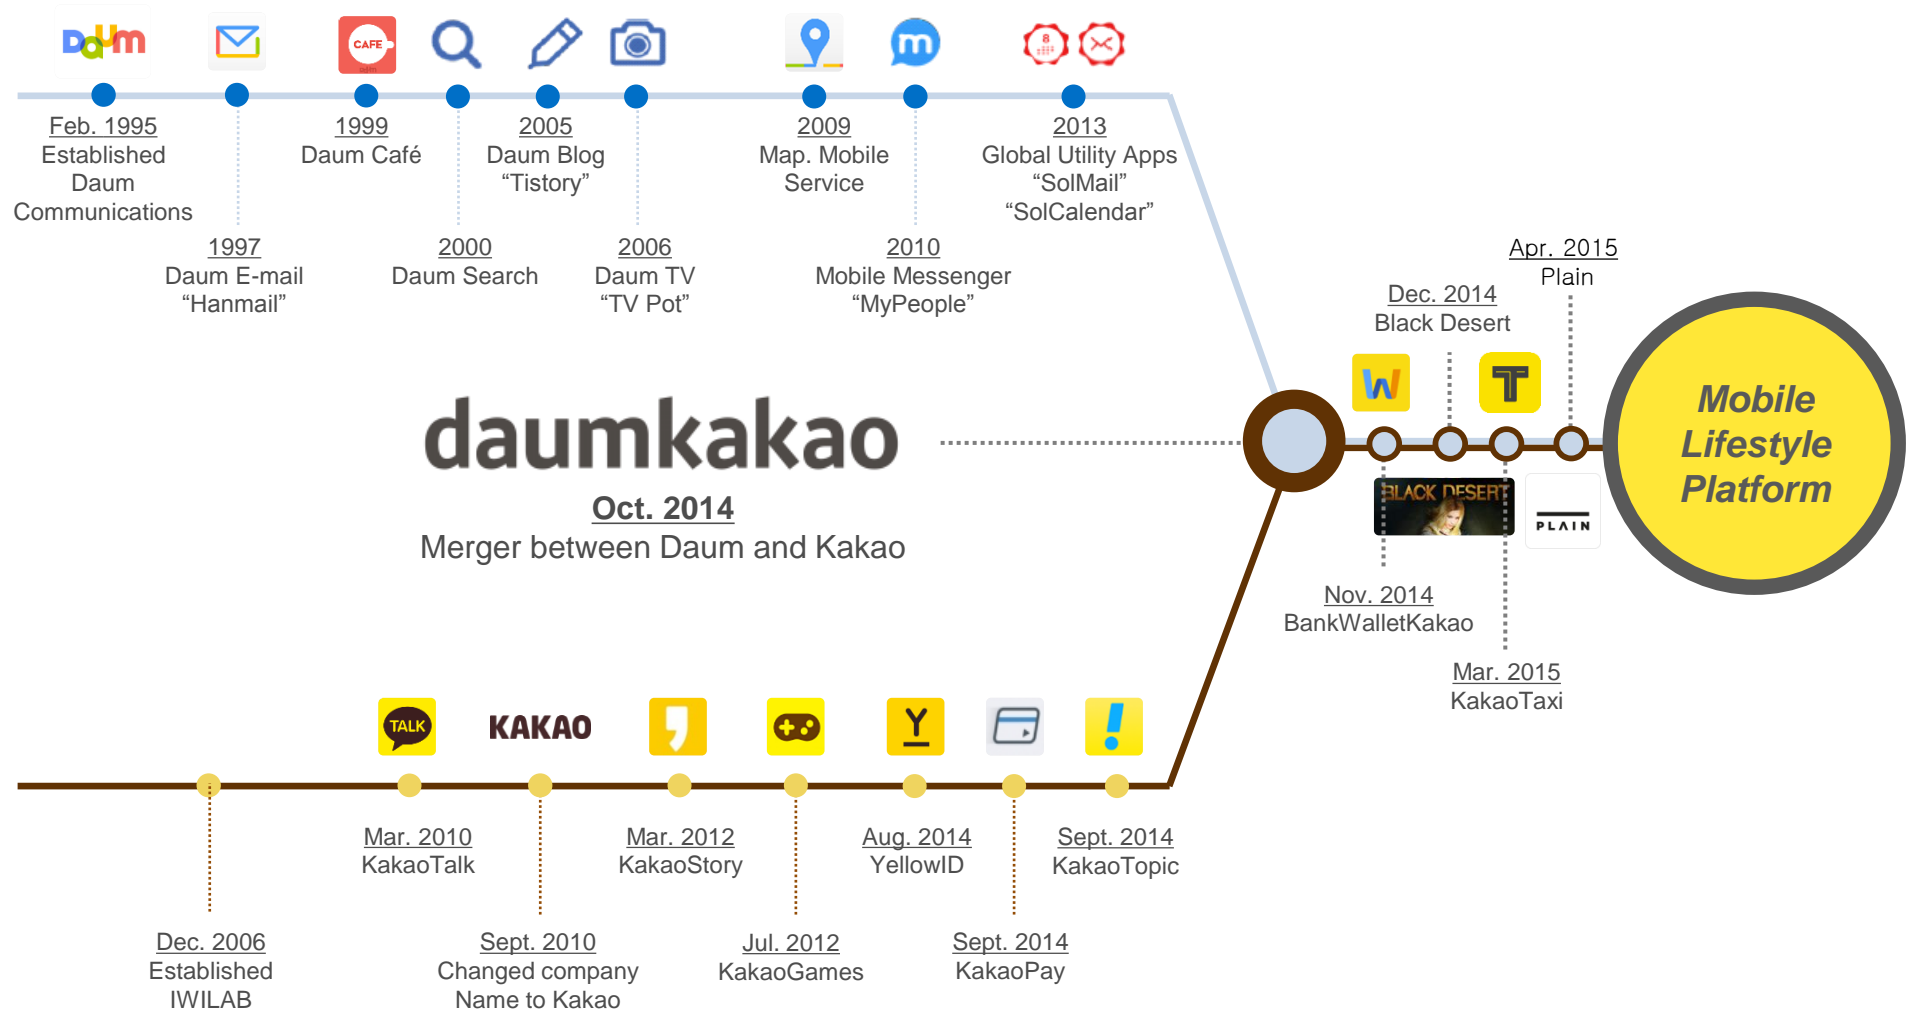 Daum
CAFE
m
8
Feb. 1995
Established
Daum
Communications
1997
Daum E-mail
“Hanmail”
1999
Daum Café
2000
Daum Search
2005
Daum Blog
“Tistory”
2006
Daum TV
“TV Pot”
2009
Map. Mobile
Service
2010
Mobile Messenger
“MyPeople”
2013
Global Utility Apps
“SolMail”
“SolCalendar”
daumkakao
Oct. 2014
Merger between Daum and Kakao
Apr. 2015
Plain
Dec. 2014
Black Desert
W
T
BLACK DESERT
PLAIN
Nov. 2014
BankWalletKakao
Mar. 2015
KakaoTaxi
Mobile
Lifestyle
Platform
TALK
KAKAO
Y
!
Dec. 2006
Established
IWILAB
Mar. 2010
KakaoTalk
Sept. 2010
Changed company
Name to Kakao
Mar. 2012
KakaoStory
Jul. 2012
KakaoGames
Aug. 2014
YellowID
Sept. 2014
KakaoPay
Sept. 2014
KakaoTopic